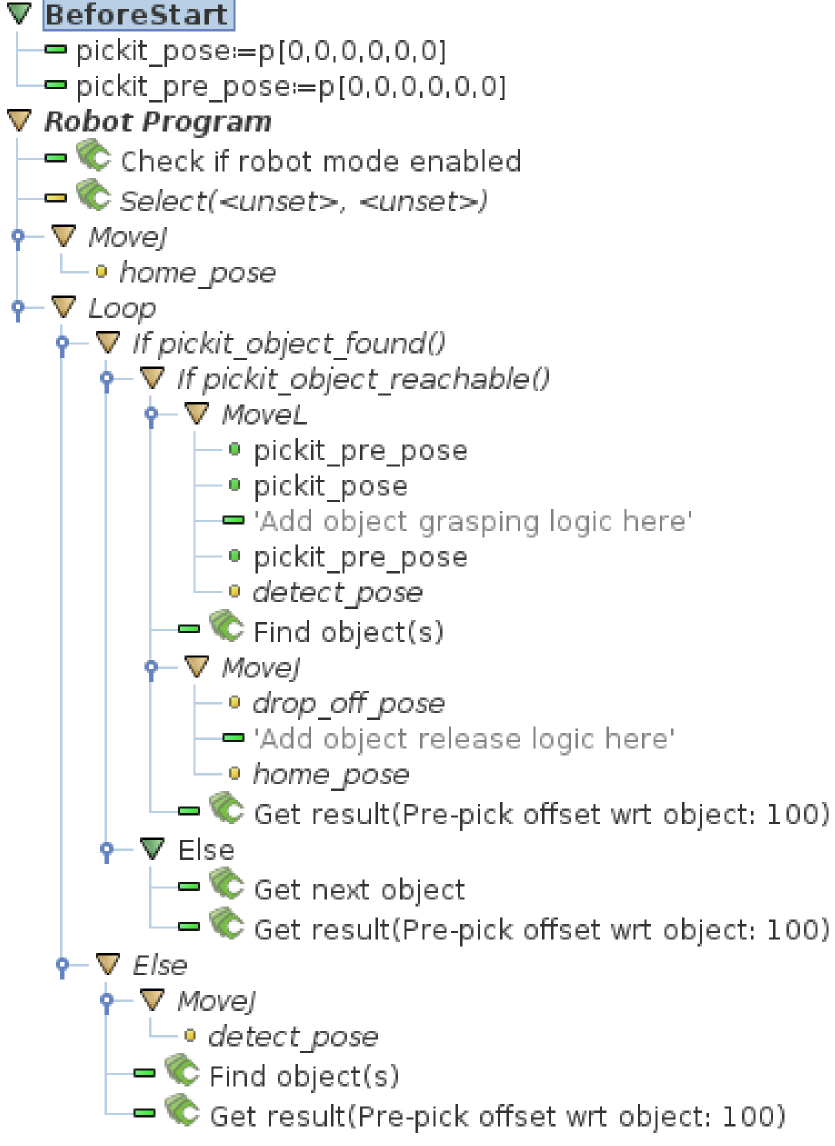 BeforeStart
pickit_pose:=p[0,0,0,0,0,0]
pickit_pre_pose:=p[0,0,0,0,0,0]
Robot Program
Check if robot mode enabled
Select(<unset>, <unset>)
MoveJ
home_pose
Loop
If pickit_object_found()
If pickit_object_reachable()
MoveL
pickit_pre_pose
pickit_pose
'Add object grasping logic here'
pickit_pre_pose
detect_pose
Find object(s)
MoveJ
drop_off_pose
'Add object release logic here'
home_pose
Get result(Pre-pick offset wrt object: 100)
Else
Get next object
Get result(Pre-pick offset wrt object: 100)
Else
MoveJ
detect_pose
Find object(s)
Get result(Pre-pick offset wrt object: 100)